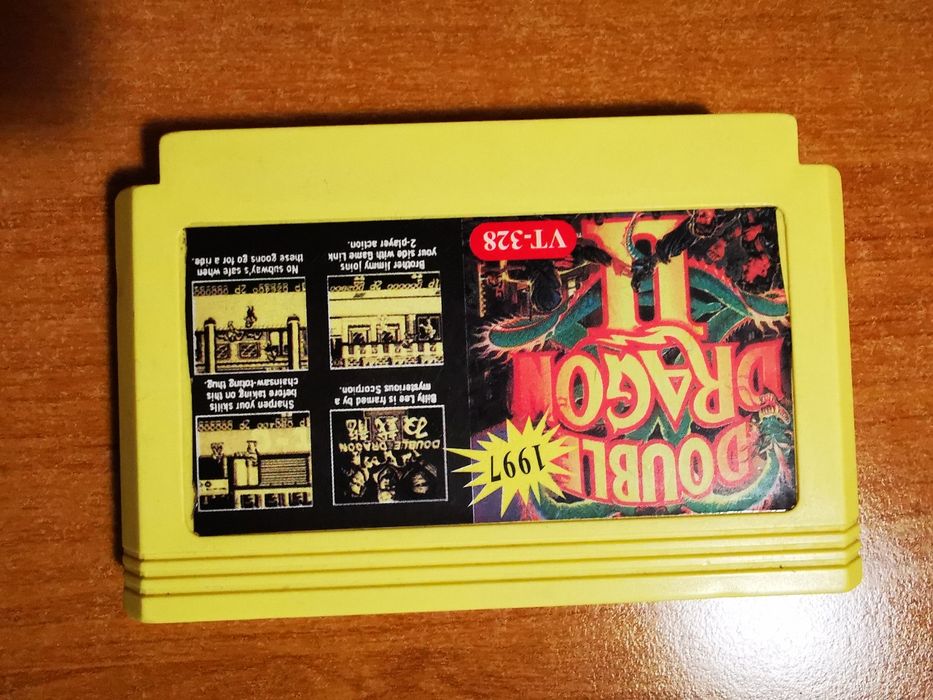 DOUBLE
DRAGON
II
VT-328
1997
Billy Lee is framed by a
mysterious Scorpion.
Sharpen your skills
before taking on this
chainsaw-toting thug.
Brother Jimmy joins
your side with Game Link
2-player action.
No subway's safe when
these goons go for a ride.
DOUBLE DRAGON